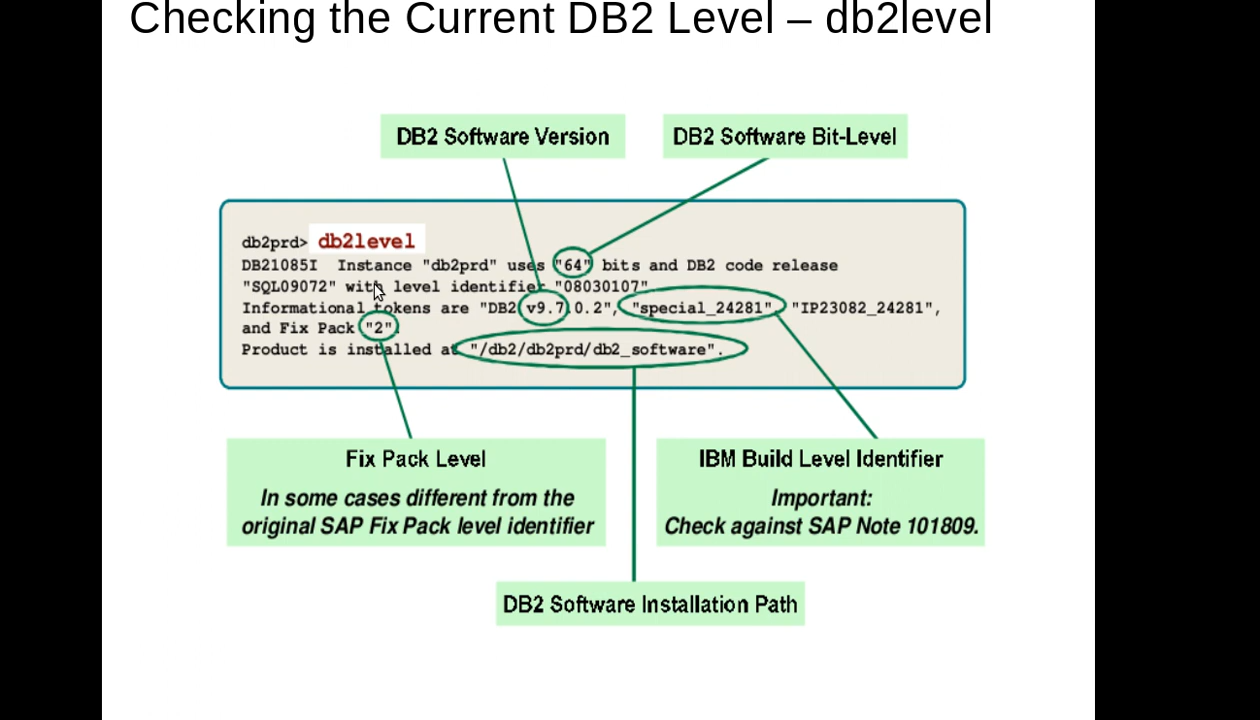 Checking the Current DB2 Level – db2level
DB2 Software Version
DB2 Software Bit-Level
db2prd> db2level
DB21085I Instance "db2prd" uses "64" bits and DB2 code release
"SQL09072" with level identifier "08030107".
Informational tokens are "DB2 v9.7.0.2", "special_24281", "IP23082_24281",
and Fix Pack "2".
Product is installed at "/db2/db2prd/db2_software".
Fix Pack Level
In some cases different from the
original SAP Fix Pack level identifier
IBM Build Level Identifier
Important:
Check against SAP Note 101809.
DB2 Software Installation Path